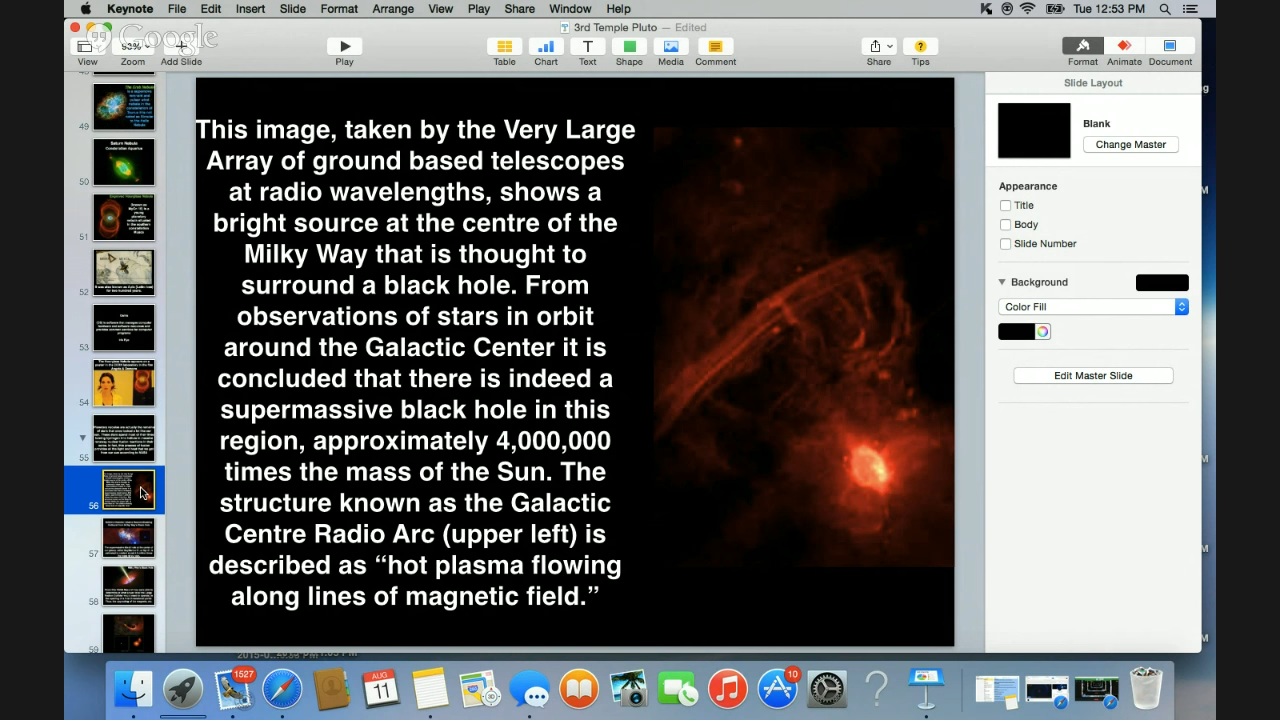 Keynote File Edit Insert Slide Format Arrange View Play Share Window Help
Tue 12:53 PM
Google
3rd Temple Pluto — Edited
93%
View Zoom Add Slide Play Table Chart Text Shape Media Comment Share Tips Format Animate Document
Slide Layout
Blank
Change Master
Appearance
Title
Body
Slide Number
Background
Color Fill
Edit Master Slide
49
50
51
52
53
54
55
56
57
58
59
Saturn Nebula
Constellation Aquarius
This image, taken by the Very Large
Array of ground based telescopes
at radio wavelengths, shows a
bright source at the centre of the
Milky Way that is thought to
surround a black hole. From
observations of stars in orbit
around the Galactic Center it is
concluded that there is indeed a
supermassive black hole in this
region, approximately 4,000,000
times the mass of the Sun. The
structure known as the Galactic
Centre Radio Arc (upper left) is
described as “hot plasma flowing
along lines of magnetic field.”
1527
AUG
11
10